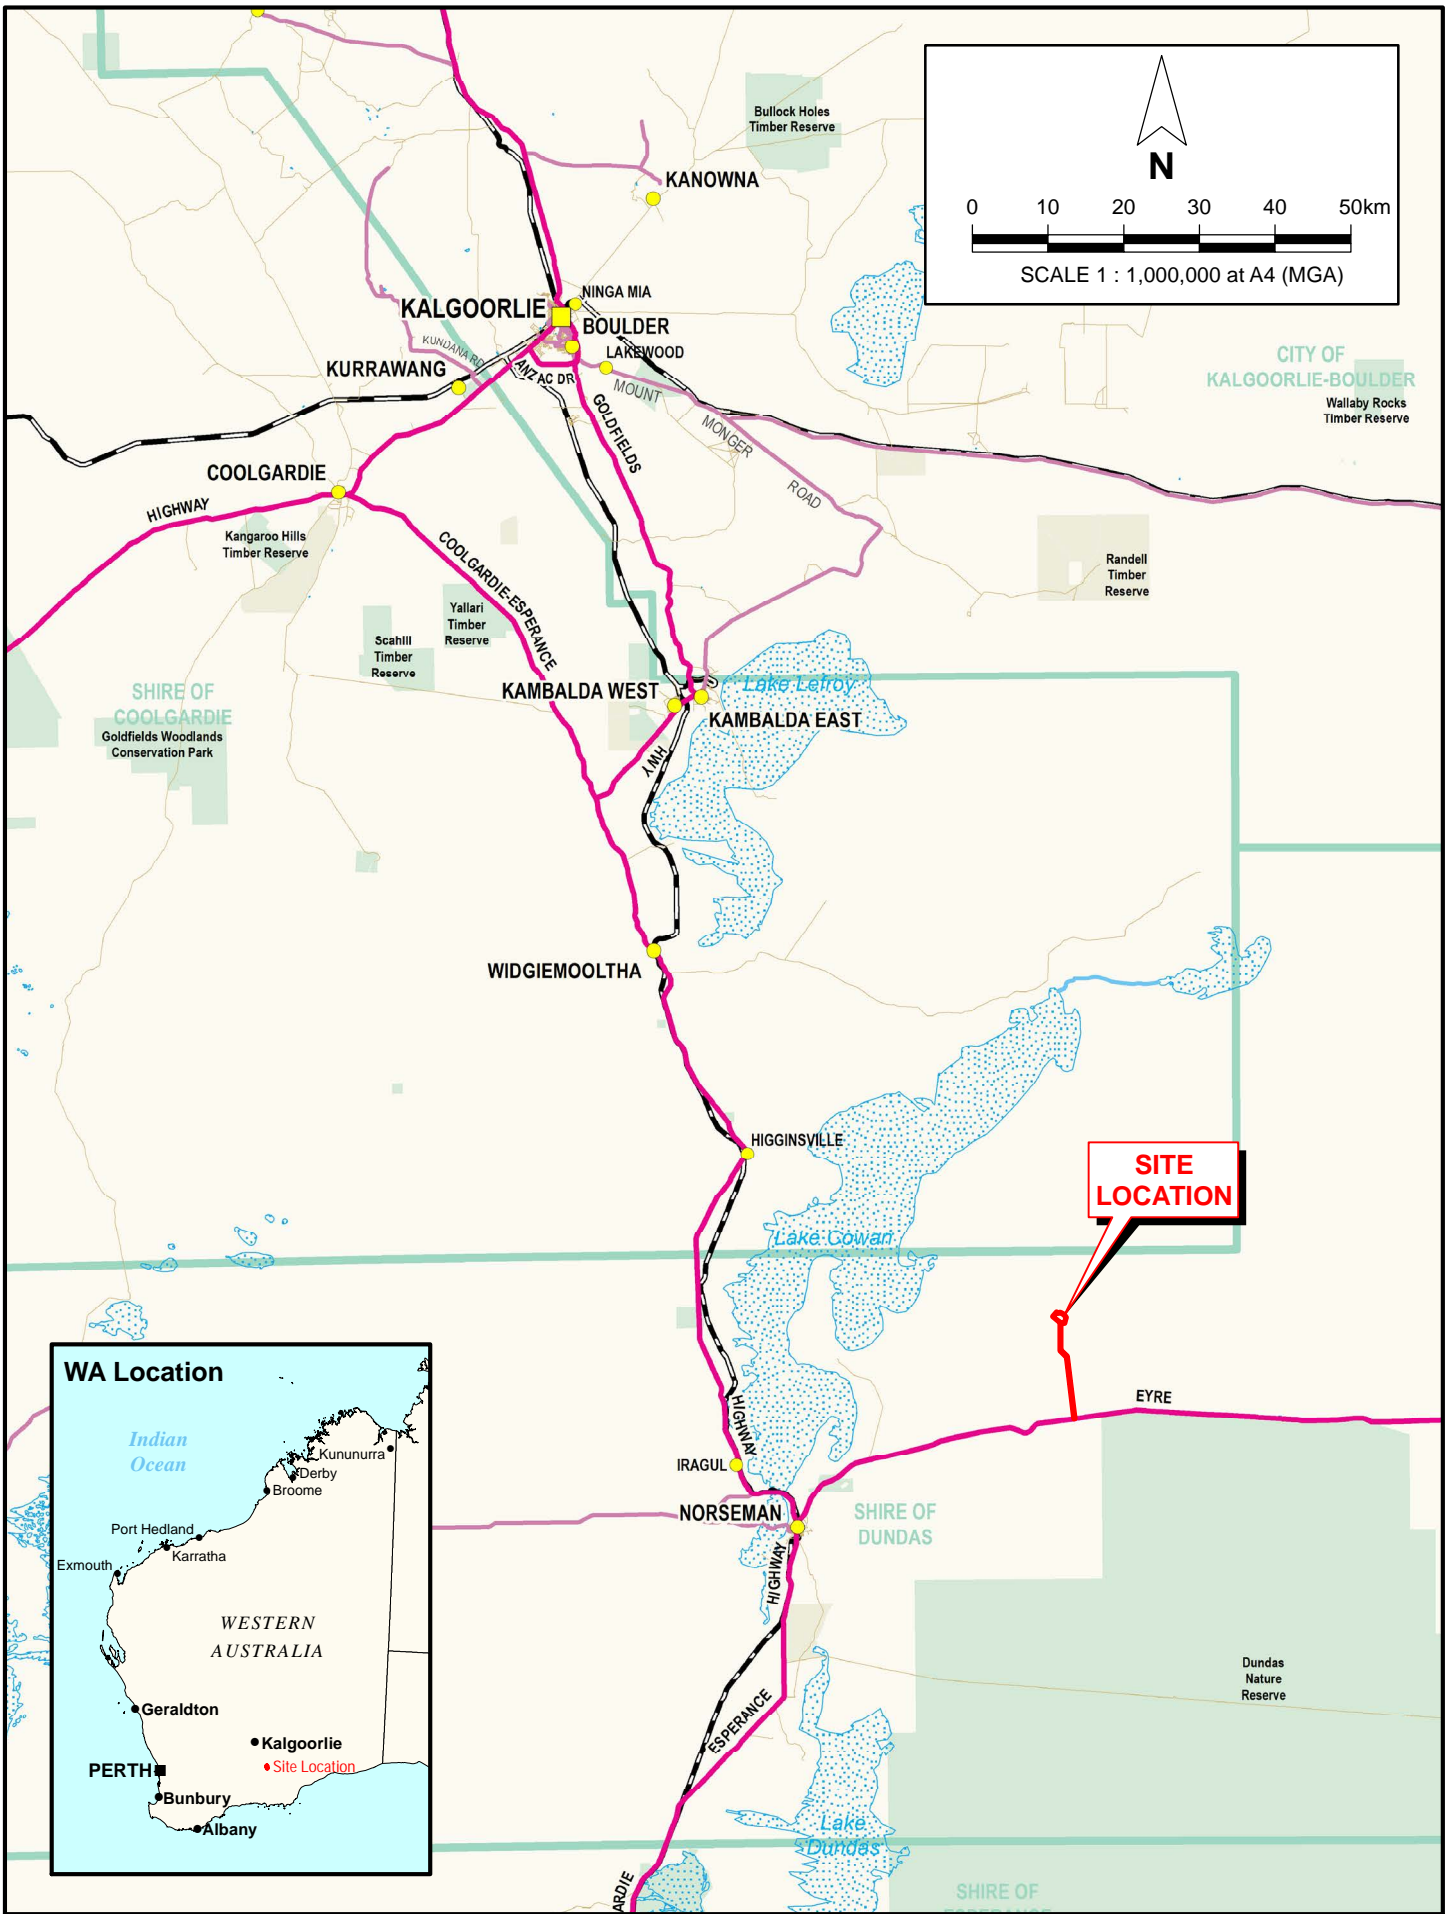 Bullock Holes
Timber Reserve
N
0 10 20 30 40 50km
SCALE 1 : 1,000,000 at A4 (MGA)
KANOWNA
NINGA MIA
KALGOORLIE
BOULDER
LAKEWOOD
KUNDANA RD
KURRAWANG
ANZAC DR
MOUNT
MONGER
ROAD
GOLDFIELDS
CITY OF
KALGOORLIE-BOULDER
Wallaby Rocks
Timber Reserve
COOLGARDIE
HIGHWAY
Kangaroo Hills
Timber Reserve
COOLGARDIE-ESPERANCE
Randell
Timber
Reserve
Yallari
Timber
Reserve
Scahill
Timber
Reserve
SHIRE OF
COOLGARDIE
Goldfields Woodlands
Conservation Park
KAMBALDA WEST
Lake Lefroy
KAMBALDA EAST
HWY
WIDGIEMOOLTHA
HIGGINSVILLE
SITE
LOCATION
Lake Cowan
EYRE
HIGHWAY
IRAGUL
NORSEMAN
SHIRE OF
DUNDAS
HIGHWAY
Dundas
Nature
Reserve
ESPERANCE
Lake
Dundas
ARDIE
SHIRE OF
WA Location
Indian
Ocean
Kununurra
Derby
Broome
Port Hedland
Karratha
Exmouth
WESTERN
AUSTRALIA
Geraldton
Kalgoorlie
Site Location
PERTH
Bunbury
Albany